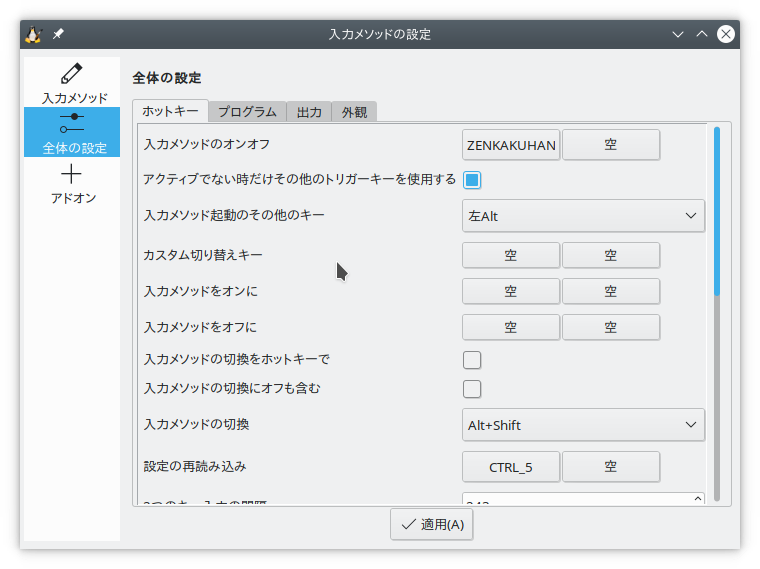 入力メソッドの設定
入力メソッド
全体の設定
アドオン
全体の設定
ホットキー プログラム 出力 外観
入力メソッドのオンオフ ZENKAKUHAN 空
アクティブでない時だけその他のトリガーキーを使用する
入力メソッド起動のその他のキー 左Alt
カスタム切り替えキー 空 空
入力メソッドをオンに 空 空
入力メソッドをオフに 空 空
入力メソッドの切換をホットキーで
入力メソッドの切換にオフも含む
入力メソッドの切換 Alt+Shift
設定の再読み込み CTRL_5 空
適用(A)